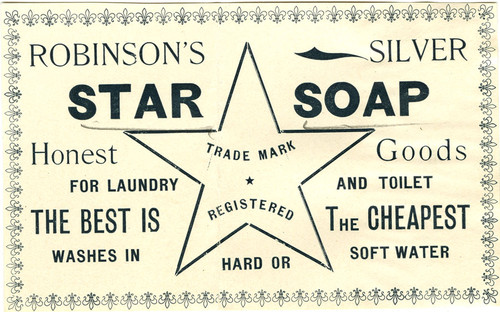 ROBINSON'S SILVER
STAR SOAP
Honest TRADE MARK Goods
FOR LAUNDRY AND TOILET
REGISTERED
THE BEST IS THE CHEAPEST
WASHES IN HARD OR SOFT WATER